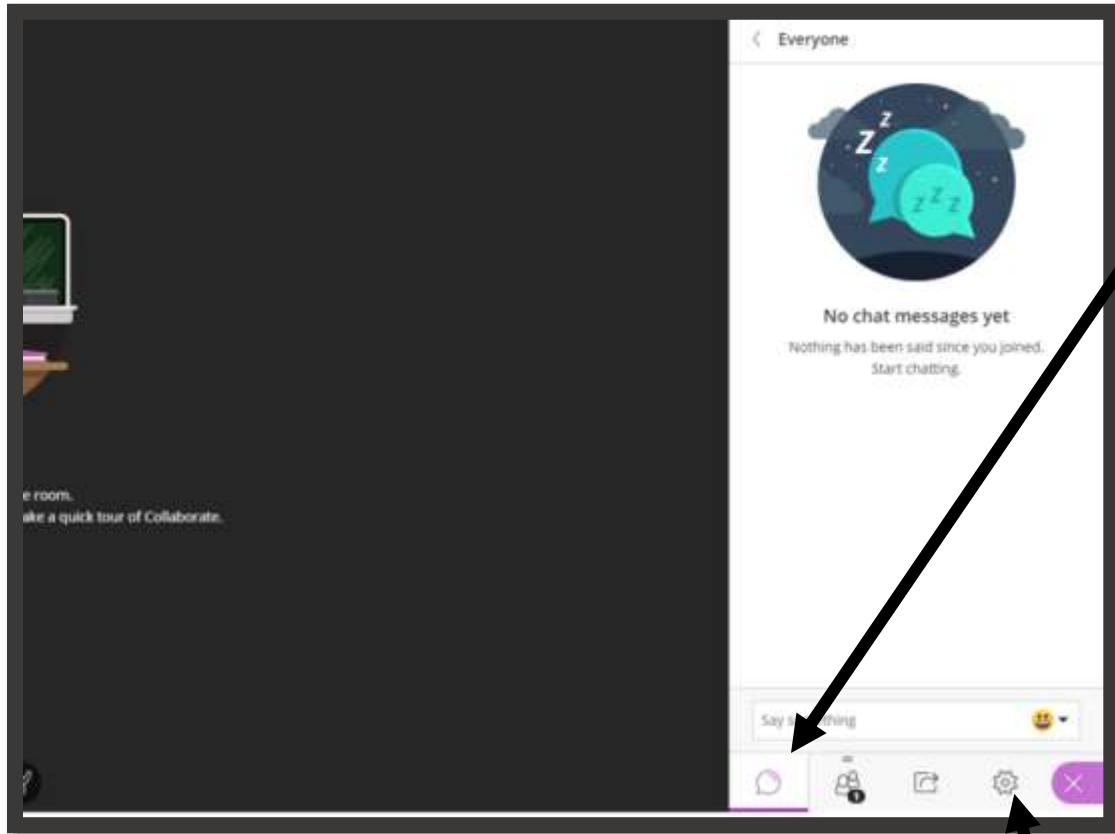 Everyone
z
Z
z
z z z
No chat messages yet
Nothing has been said since you joined.
Start chatting.
e room.
ake a quick tour of Collaborate.
Say thing
1